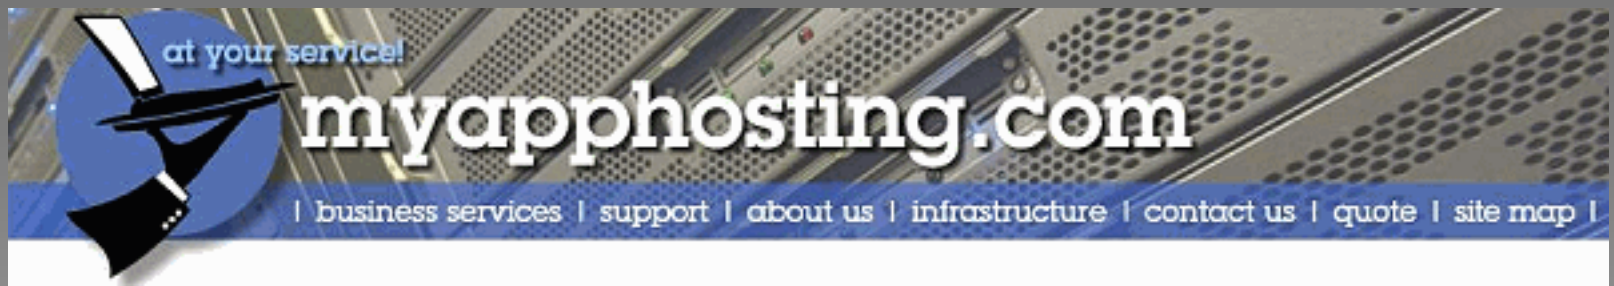 at your service!
myapphosting.com
| business services | support | about us | infrastructure | contact us | quote | site map |